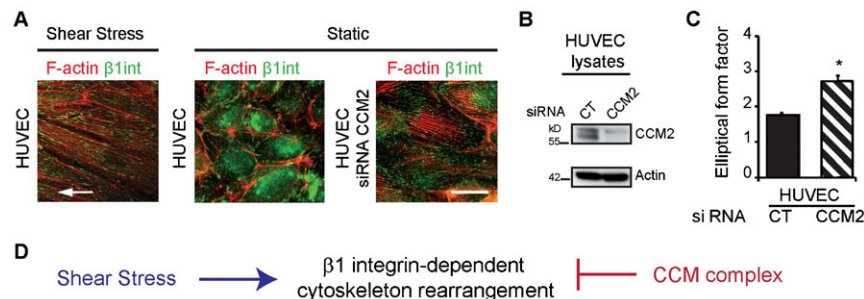 A
Shear Stress
Static
F-actin β1int
F-actin β1int
F-actin β1int
HUVEC
HUVEC
HUVEC
siRNA CCM2
B
HUVEC
lysates
siRNA
CT
CCM2
kD
55
CCM2
42
Actin
C
Elliptical form factor
4
3
2
1
0
*
HUVEC
si RNA CT CCM2
D
Shear Stress
β1 integrin-dependent
cytoskeleton rearrangement
CCM complex